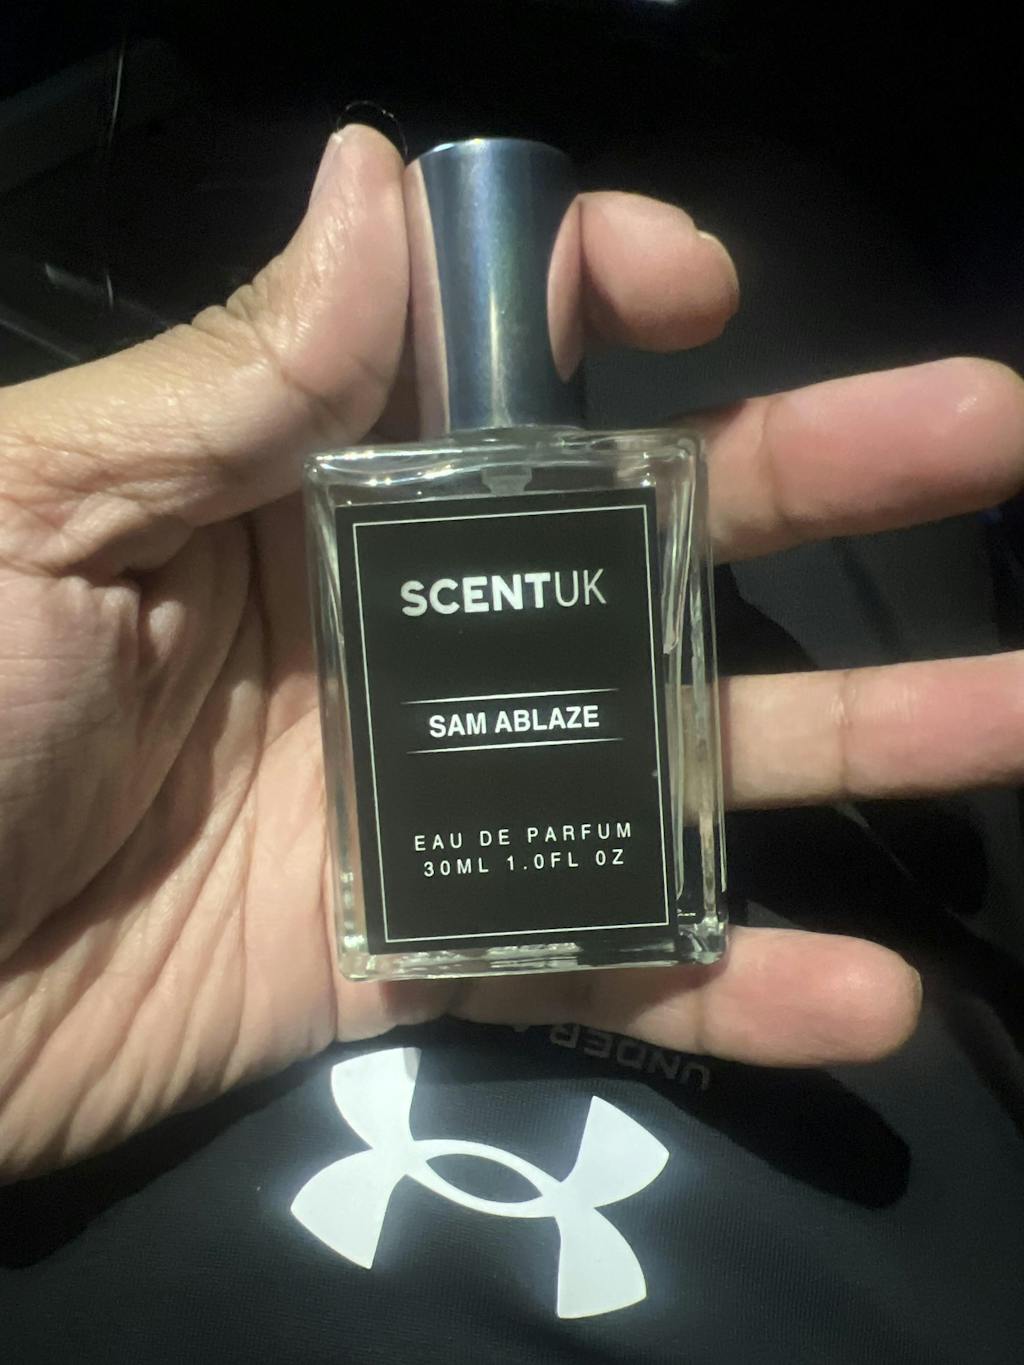 SCENTUK
SAM ABLAZE
EAU DE PARFUM
30ML 1.0FL OZ
UNDER